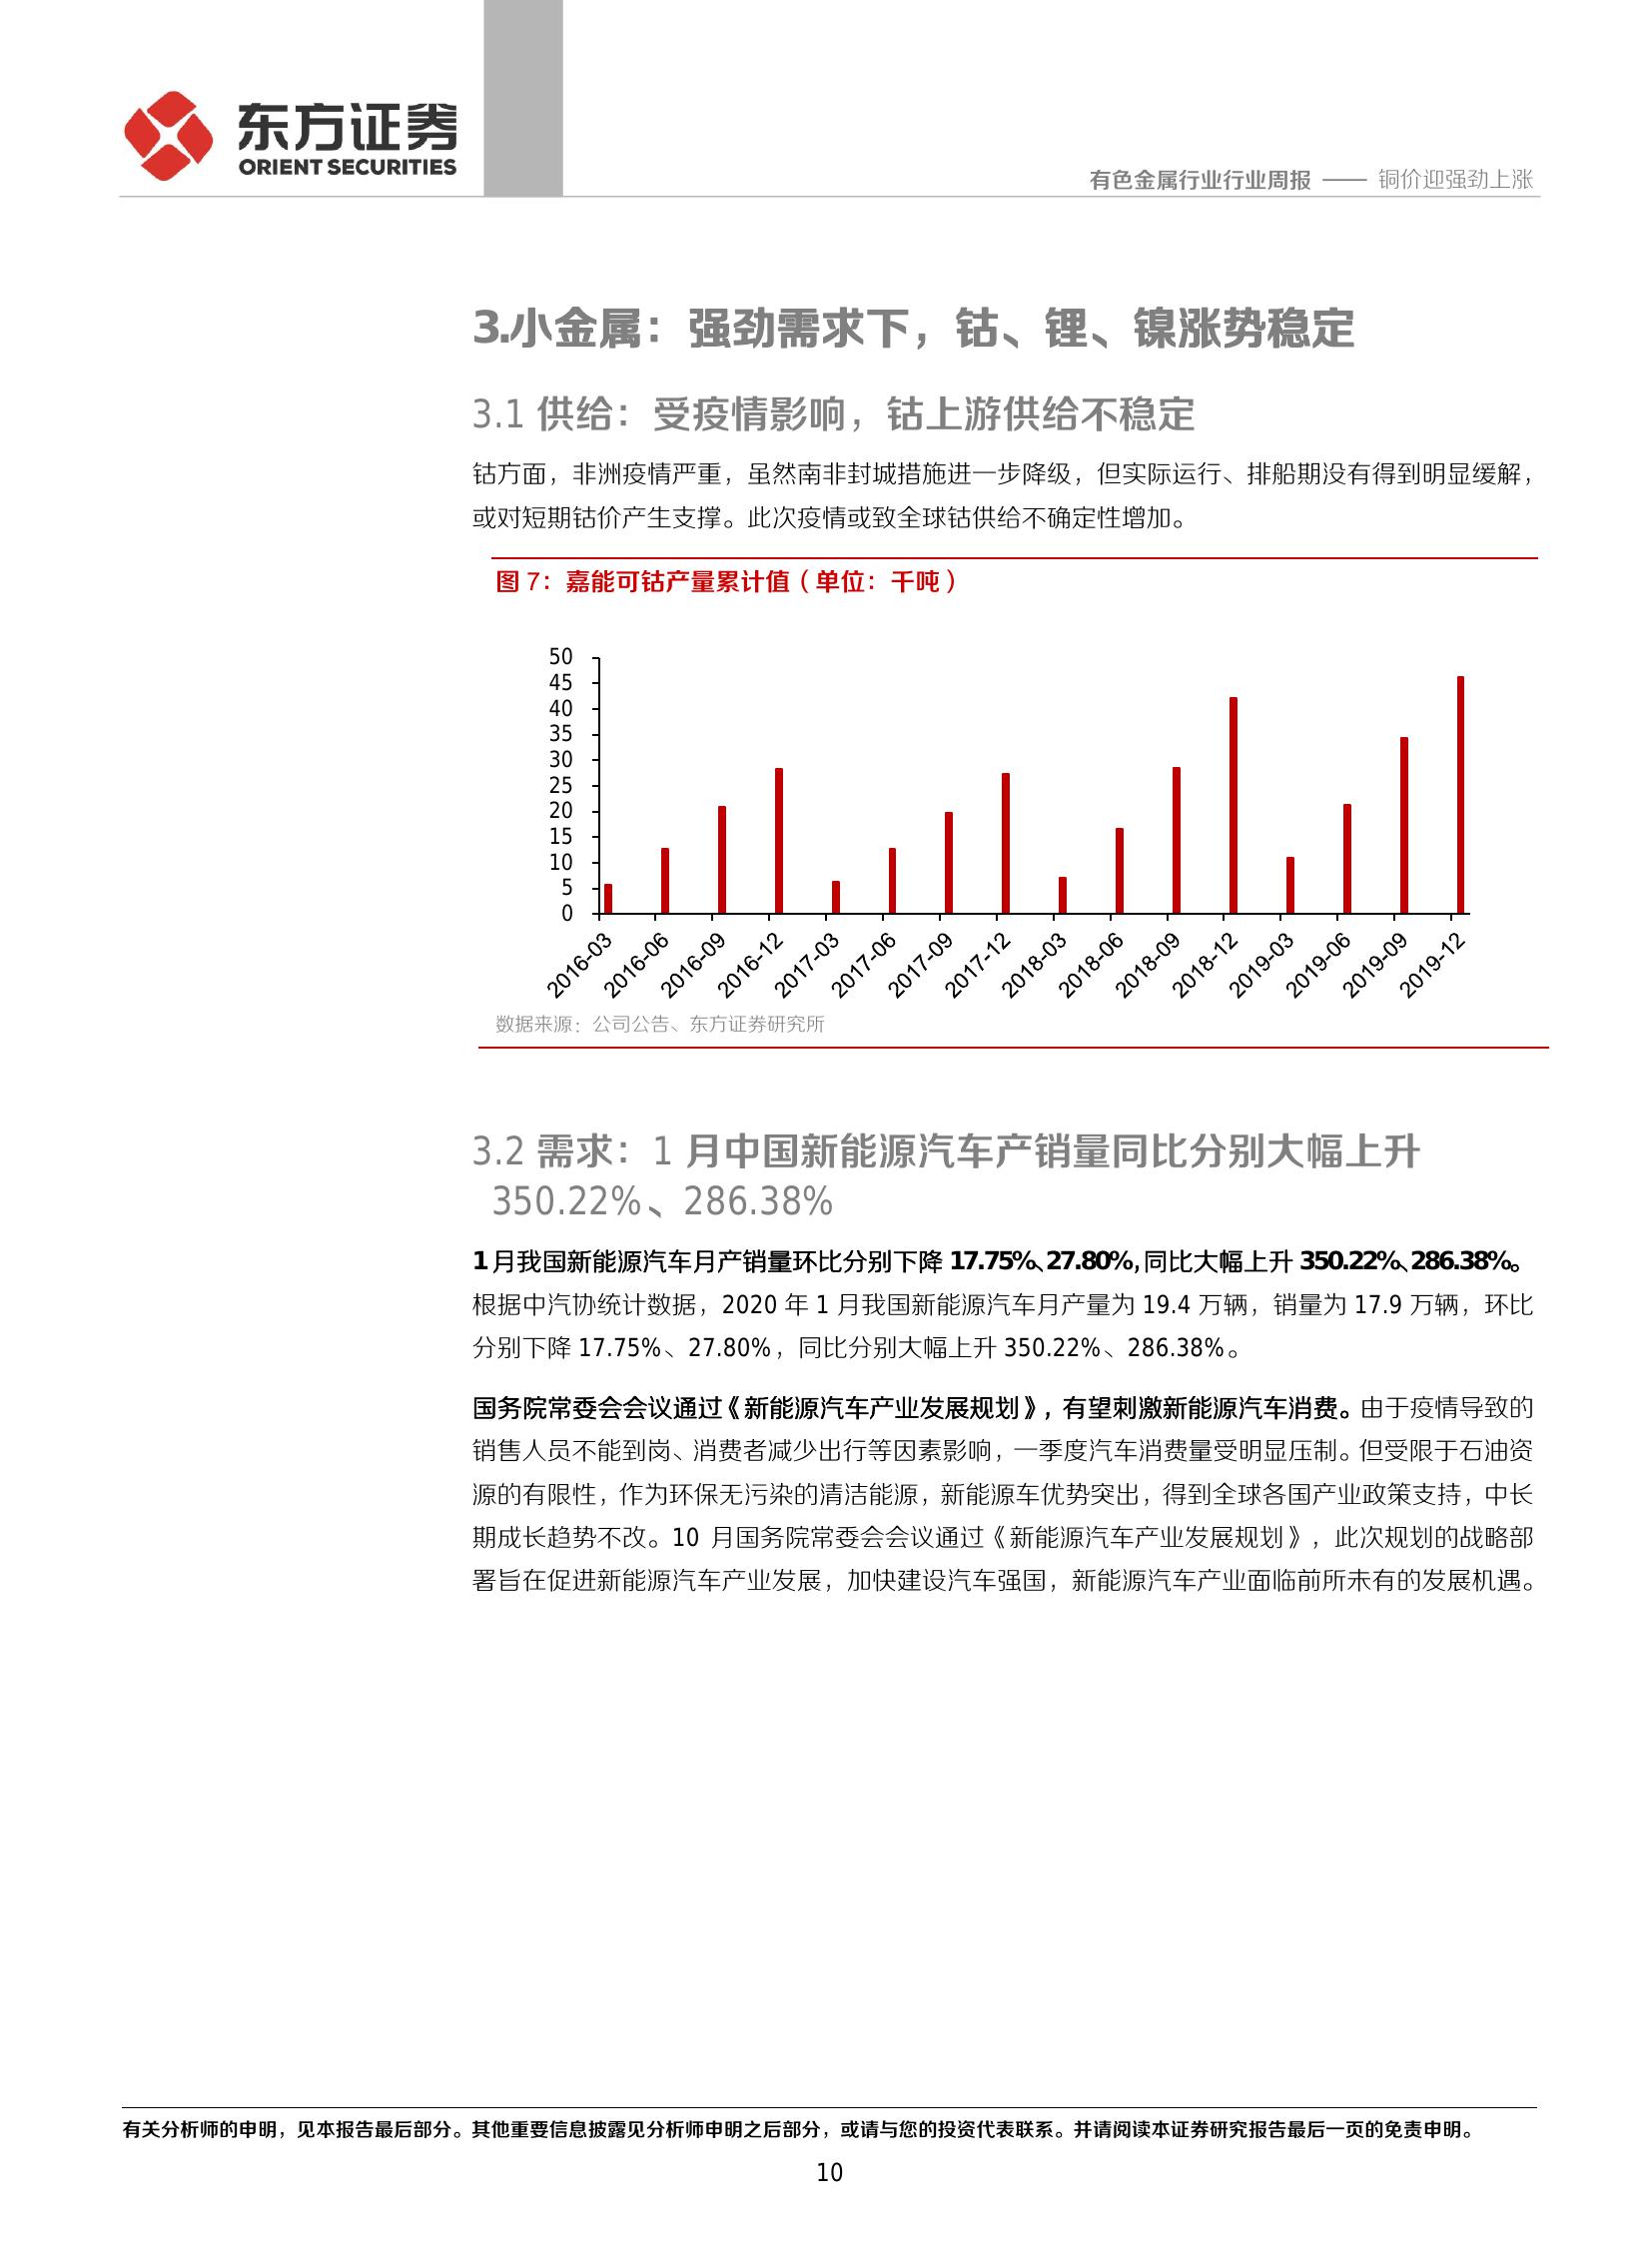 东方证券
ORIENT SECURITIES
有色金属行业行业周报 —— 铜价迎强劲上涨
3.小金属：强劲需求下，钴、锂、镍涨势稳定
3.1 供给：受疫情影响，钴上游供给不稳定
钴方面，非洲疫情严重，虽然南非封城措施进一步降级，但实际运行、排船期没有得到明显缓解，
或对短期钴价产生支撑。此次疫情或致全球钴供给不确定性增加。
图 7：嘉能可钴产量累计值（单位：千吨）
50
45
40
35
30
25
20
15
10
5
0
2016-03
2016-06
2016-09
2016-12
2017-03
2017-06
2017-09
2017-12
2018-03
2018-06
2018-09
2018-12
2019-03
2019-06
2019-09
2019-12
数据来源：公司公告、东方证券研究所
3.2 需求：1 月中国新能源汽车产销量同比分别大幅上升
350.22%、286.38%
1 月我国新能源汽车月产销量环比分别下降 17.75%、27.80%,同比大幅上升 350.22%、286.38%。
根据中汽协统计数据，2020 年 1 月我国新能源汽车月产量为 19.4 万辆，销量为 17.9 万辆，环比
分别下降 17.75%、27.80%，同比分别大幅上升 350.22%、286.38%。
国务院常委会会议通过《新能源汽车产业发展规划》，有望刺激新能源汽车消费。由于疫情导致的
销售人员不能到岗、消费者减少出行等因素影响，一季度汽车消费量受明显压制。但受限于石油资
源的有限性，作为环保无污染的清洁能源，新能源车优势突出，得到全球各国产业政策支持，中长
期成长趋势不改。10 月国务院常委会会议通过《新能源汽车产业发展规划》，此次规划的战略部
署旨在促进新能源汽车产业发展，加快建设汽车强国，新能源汽车产业面临前所未有的发展机遇。
有关分析师的申明，见本报告最后部分。其他重要信息披露见分析师申明之后部分，或请与您的投资代表联系。并请阅读本证券研究报告最后一页的免责申明。
10